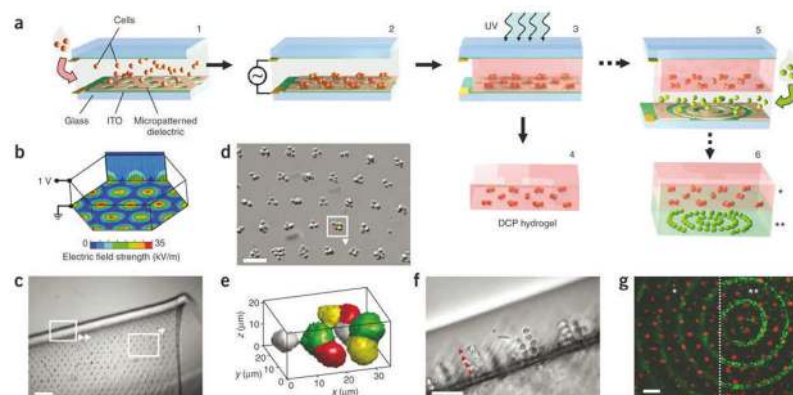 a
Cells
1
2
UV
3
5
Glass
ITO
Micropatterned
dielectric
b
1 V
0
35
Electric field strength (kV/m)
d
4
DCP hydrogel
6
*
**
c
**
*
e
20
10
0
z (μm)
20
10
0
y (μm)
0
10
20
30
x (μm)
f
g
*
**